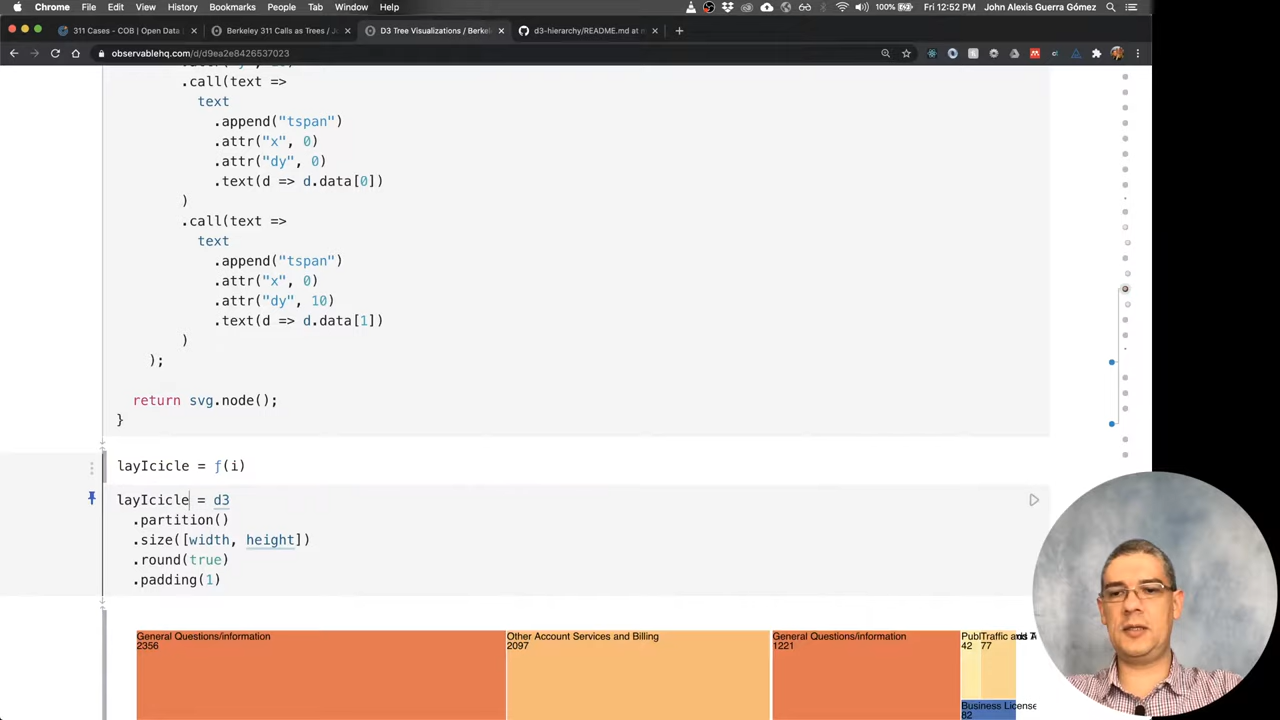 Chrome File Edit View History Bookmarks People Tab Window Help 100% Fri 12:52 PM John Alexis Guerra Gómez
311 Cases - COB | Open Data | Berkeley 311 Calls as Trees / J D3 Tree Visualizations / Berkel d3-hierarchy/README.md at m
observablehq.com/d/d9ea2e8426537023
.call(text =>
text
.append("tspan")
.attr("x", 0)
.attr("dy", 0)
.text(d => d.data[0])
)
.call(text =>
text
.append("tspan")
.attr("x", 0)
.attr("dy", 10)
.text(d => d.data[1])
)
);
return svg.node();
}
layIcicle = ƒ(i)
layIcicle = d3
.partition()
.size([width, height])
.round(true)
.padding(1)
General Questions/information Other Account Services and Billing General Questions/information Publ Traffic and
2356 2097 1221 42 77
Business License
82